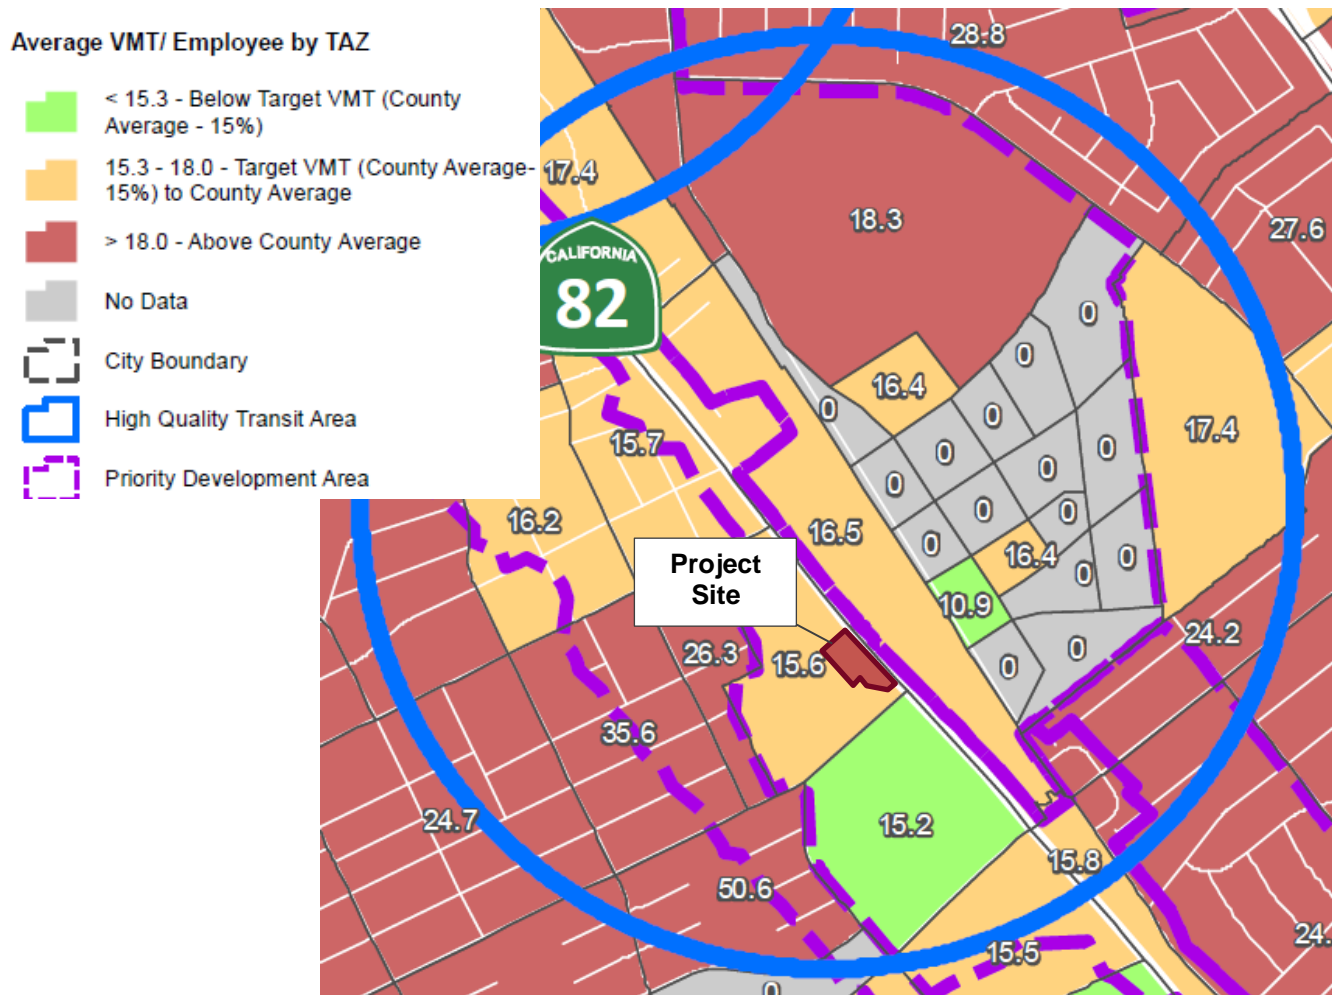 Average VMT/ Employee by TAZ
< 15.3 - Below Target VMT (County
Average - 15%)
15.3 - 18.0 - Target VMT (County Average-
15%) to County Average
> 18.0 - Above County Average
No Data
City Boundary
High Quality Transit Area
Priority Development Area
28.8
17.4
18.3
27.6
CALIFORNIA
82
0
0
16.4
0
0
15.7
17.4
0
0
0
0
16.2
0
0
16.5
0
16.4
0
0
10.9
Project
Site
24.2
26.3
15.6
0
0
35.6
24.7
15.2
15.8
50.6
24.
15.5
0